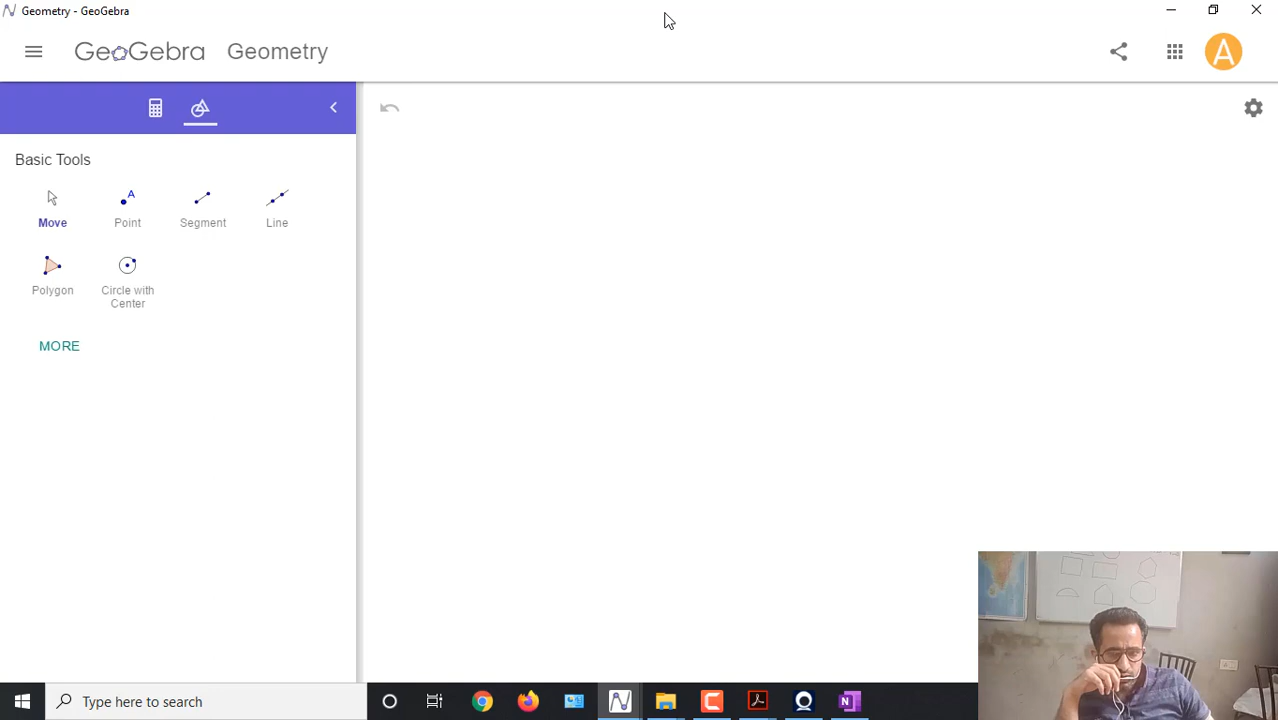 Geometry - GeoGebra
GeoGebra Geometry
A
Basic Tools
Move
Point
A
Segment
Line
Polygon
Circle with
Center
MORE
Type here to search